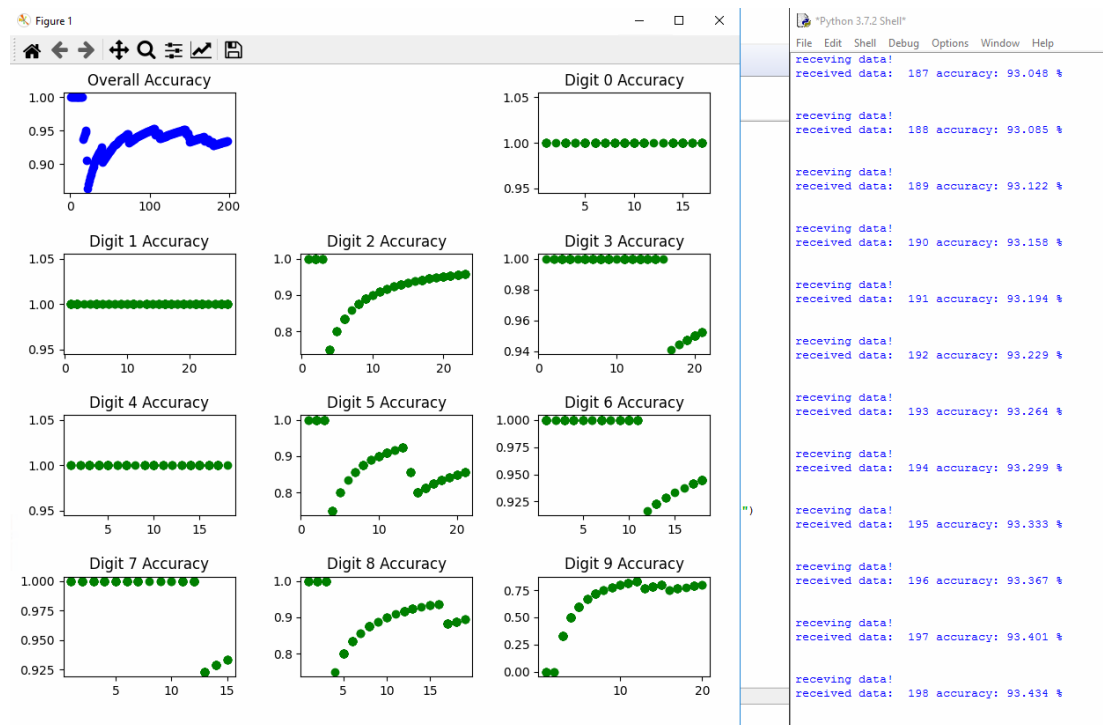 Figure 1
Overall Accuracy
1.00
0.95
0.90
0 100 200
Digit 0 Accuracy
1.05
1.00
0.95
5 10 15
Digit 1 Accuracy
1.05
1.00
0.95
0 10 20
Digit 2 Accuracy
1.0
0.9
0.8
0 10 20
Digit 3 Accuracy
1.00
0.98
0.96
0.94
0 10 20
Digit 4 Accuracy
1.05
1.00
0.95
5 10 15
Digit 5 Accuracy
1.0
0.9
0.8
0 10 20
Digit 6 Accuracy
1.000
0.975
0.950
0.925
5 10 15
Digit 7 Accuracy
1.000
0.975
0.950
0.925
5 10 15
Digit 8 Accuracy
1.0
0.9
0.8
5 10 15
Digit 9 Accuracy
0.75
0.50
0.25
0.00
10 20
")
*Python 3.7.2 Shell*
File Edit Shell Debug Options Window Help
receving data!
received data: 187 accuracy: 93.048 %
receving data!
received data: 188 accuracy: 93.085 %
receving data!
received data: 189 accuracy: 93.122 %
receving data!
received data: 190 accuracy: 93.158 %
receving data!
received data: 191 accuracy: 93.194 %
receving data!
received data: 192 accuracy: 93.229 %
receving data!
received data: 193 accuracy: 93.264 %
receving data!
received data: 194 accuracy: 93.299 %
receving data!
received data: 195 accuracy: 93.333 %
receving data!
received data: 196 accuracy: 93.367 %
receving data!
received data: 197 accuracy: 93.401 %
receving data!
received data: 198 accuracy: 93.434 %